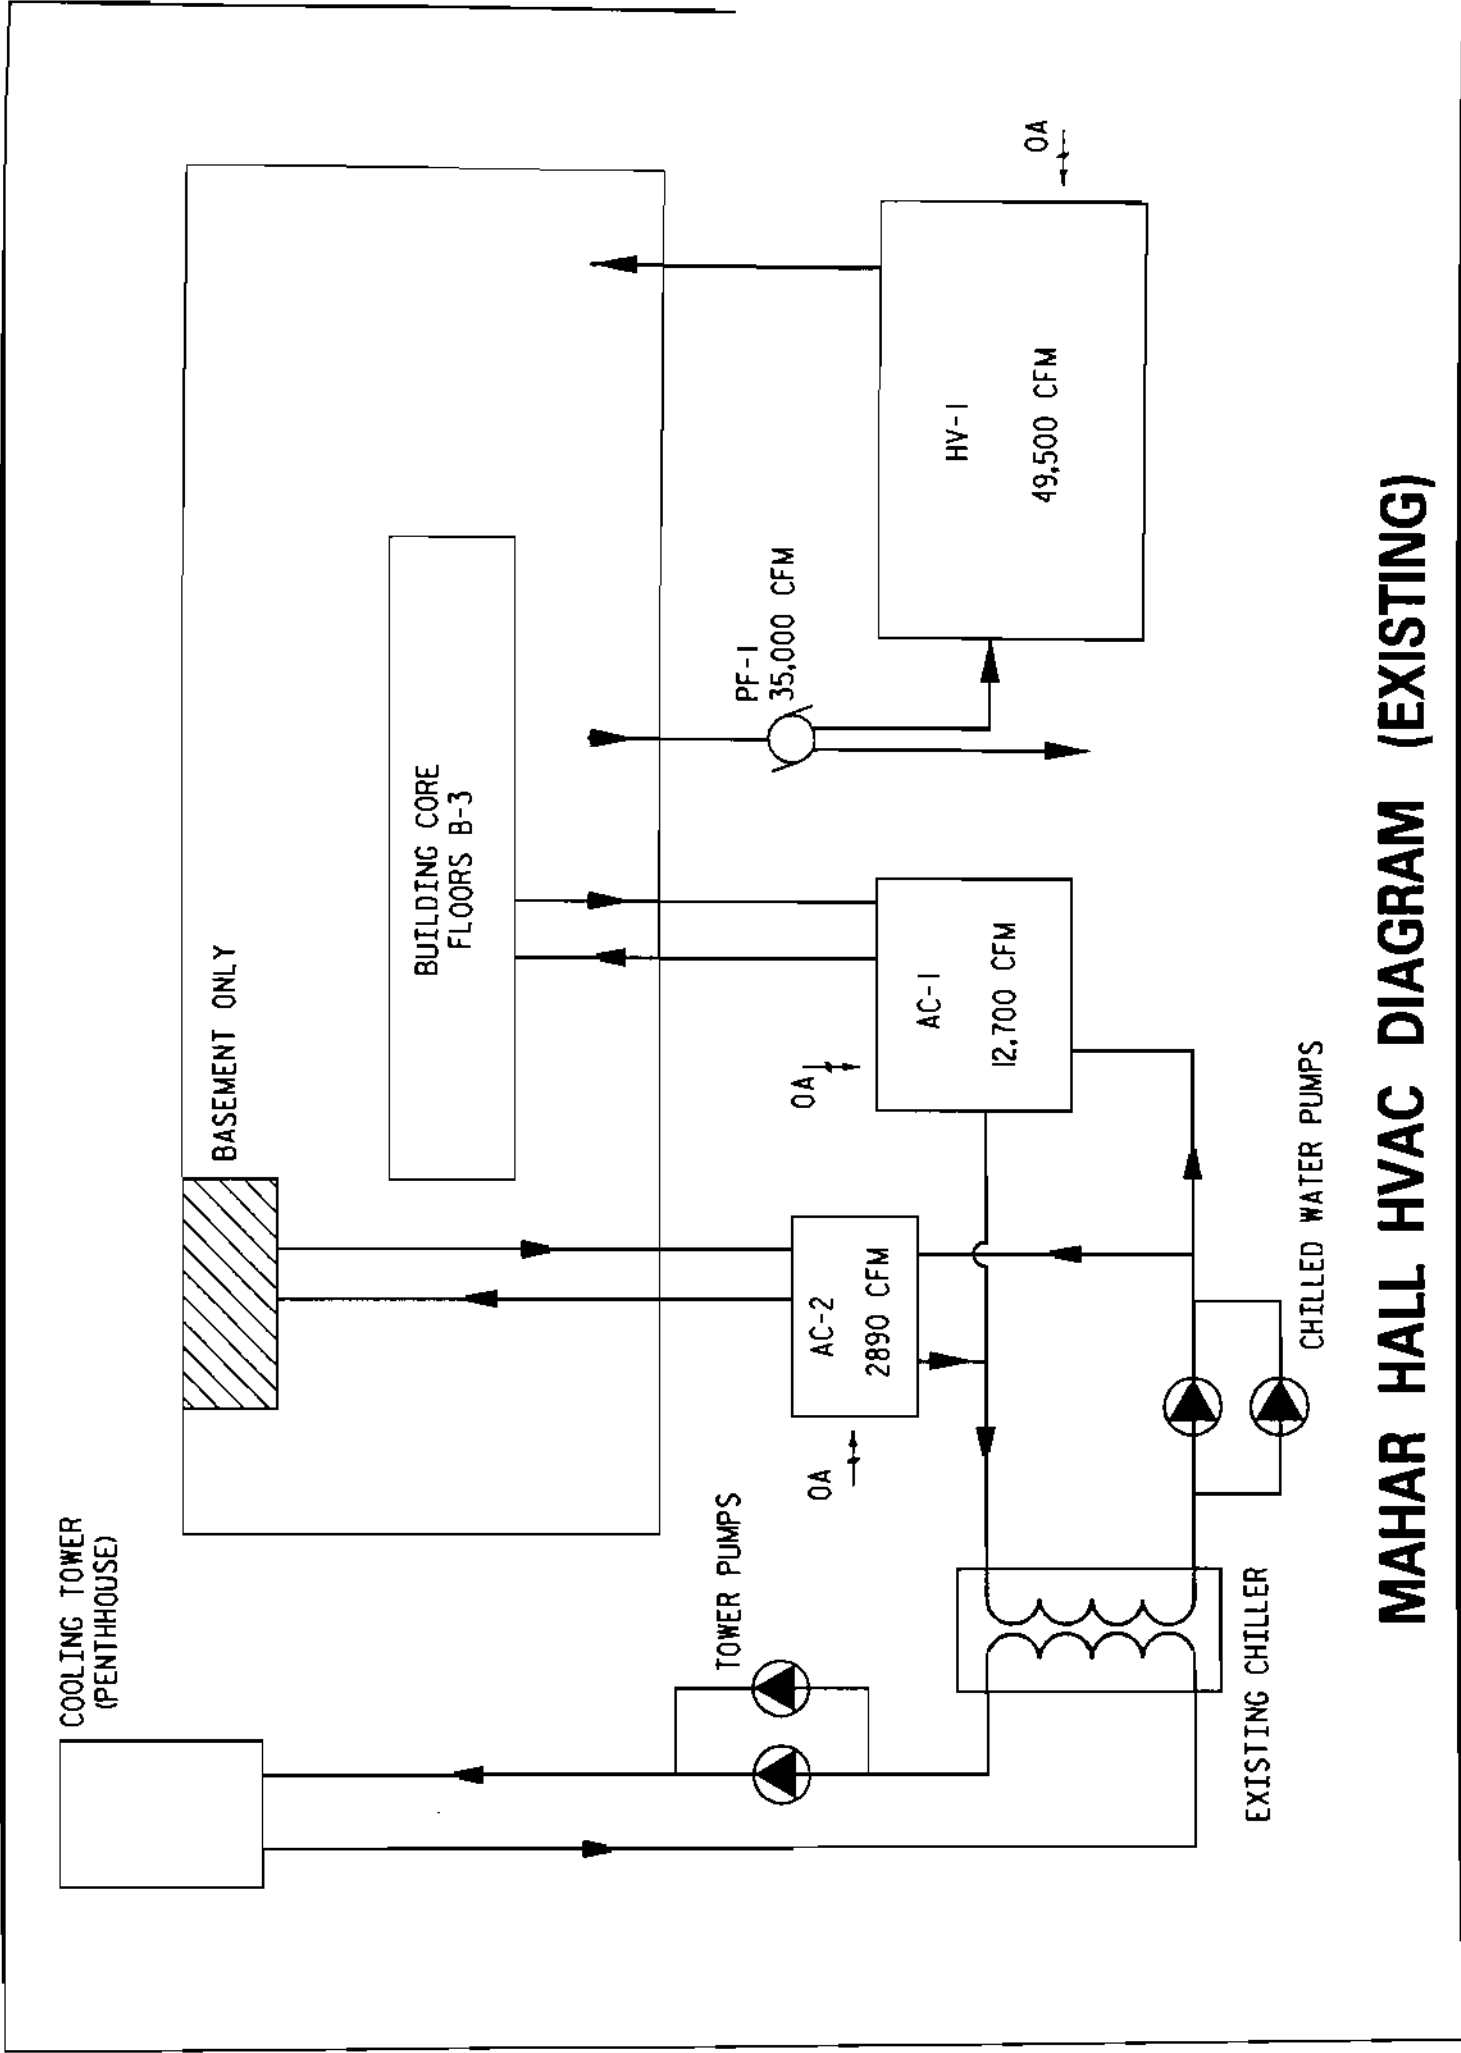 COOLING TOWER
(PENTHHOUSE)
BASEMENT ONLY
BUILDING CORE
FLOORS B-3
TOWER PUMPS
OA
AC-2
2890 CFM
OA
AC-1
12,700 CFM
PF-1
35,000 CFM
HV-1
49,500 CFM
OA
EXISTING CHILLER
CHILLED WATER PUMPS
MAHAR HALL HVAC DIAGRAM (EXISTING)